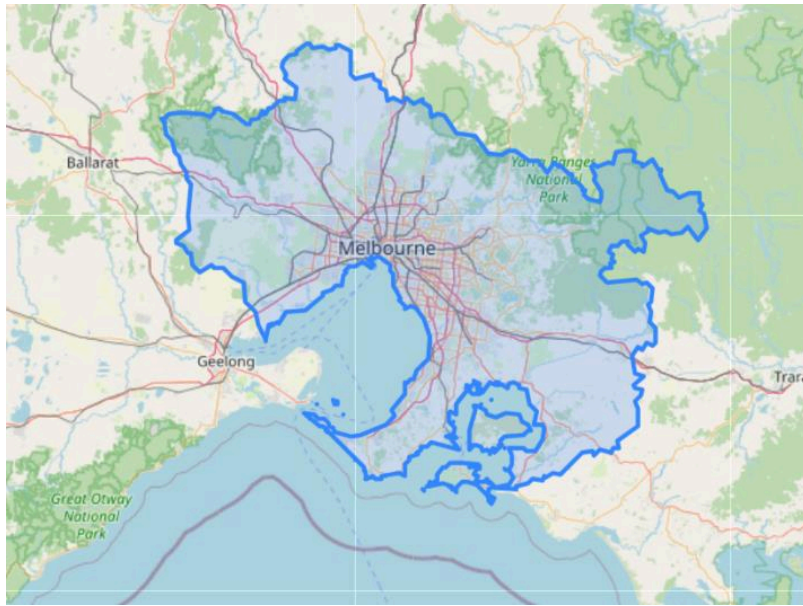 Ballarat
Yarra Ranges
National
Park
Melbourne
Geelong
Trara
Great Otway
National
Park